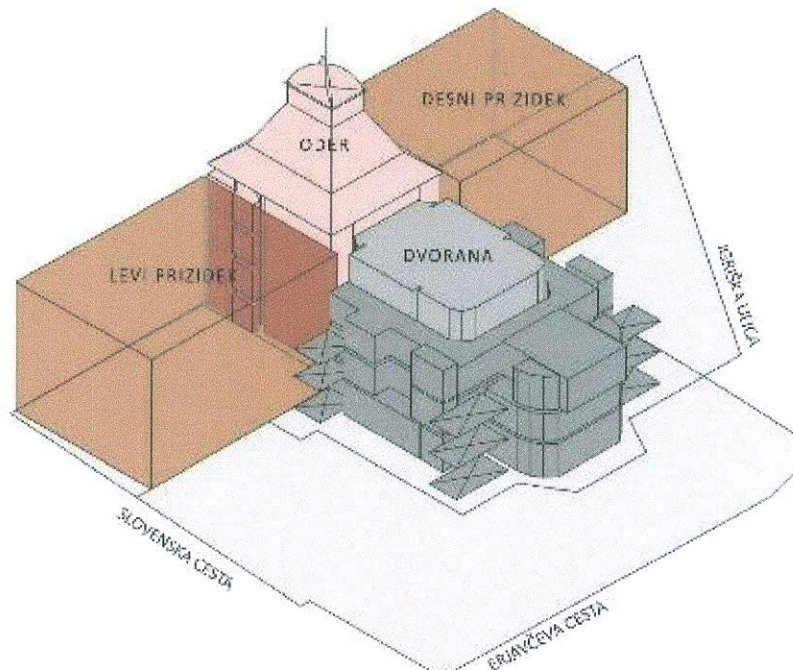 DESNI PRIZIDEK
ODER
DVORANA
LEVI PRIZIDEK
IGRIŠKA ULICA
SLOVENSKA CESTA
ERJAVČEVA CESTA